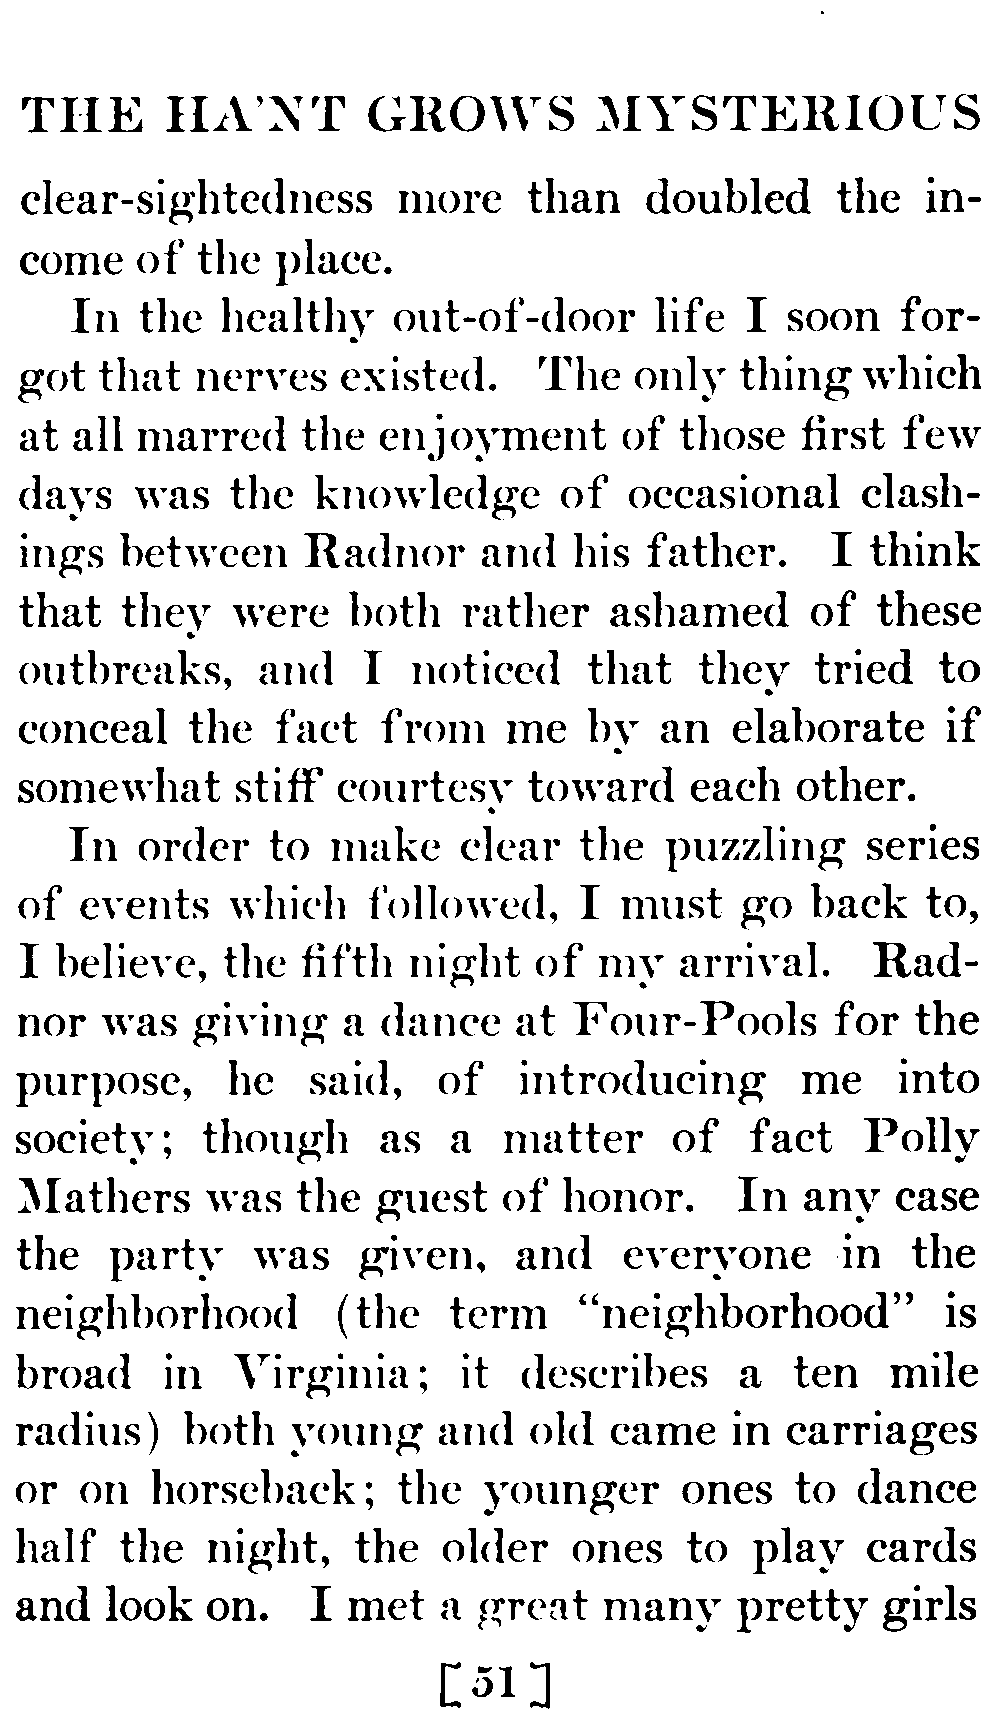 THE HA'NT GROWS MYSTERIOUS
clear-sightedness more than doubled the in-
come of the place.
In the healthy out-of-door life I soon for-
got that nerves existed. The only thing which
at all marred the enjoyment of those first few
days was the knowledge of occasional clash-
ings between Radnor and his father. I think
that they were both rather ashamed of these
outbreaks, and I noticed that they tried to
conceal the fact from me by an elaborate if
somewhat stiff courtesy toward each other.
In order to make clear the puzzling series
of events which followed, I must go back to,
I believe, the fifth night of my arrival. Rad-
nor was giving a dance at Four-Pools for the
purpose, he said, of introducing me into
society; though as a matter of fact Polly
Mathers was the guest of honor. In any case
the party was given, and everyone in the
neighborhood (the term “neighborhood” is
broad in Virginia; it describes a ten mile
radius) both young and old came in carriages
or on horseback; the younger ones to dance
half the night, the older ones to play cards
and look on. I met a great many pretty girls
[51]